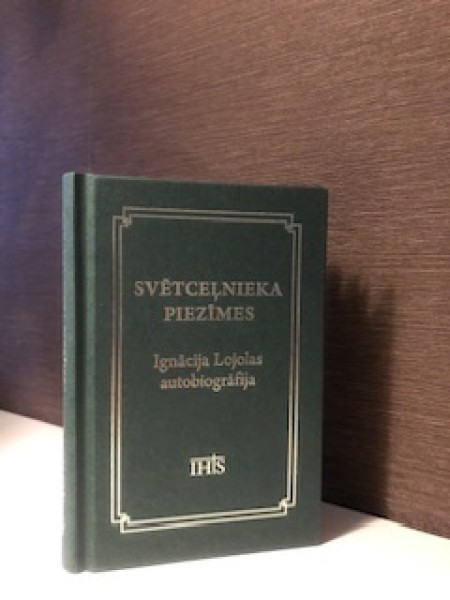 SVĒTCEĻNIEKA
PIEZĪMES
Ignācija Lojolas
autobiogrāfija
IHS